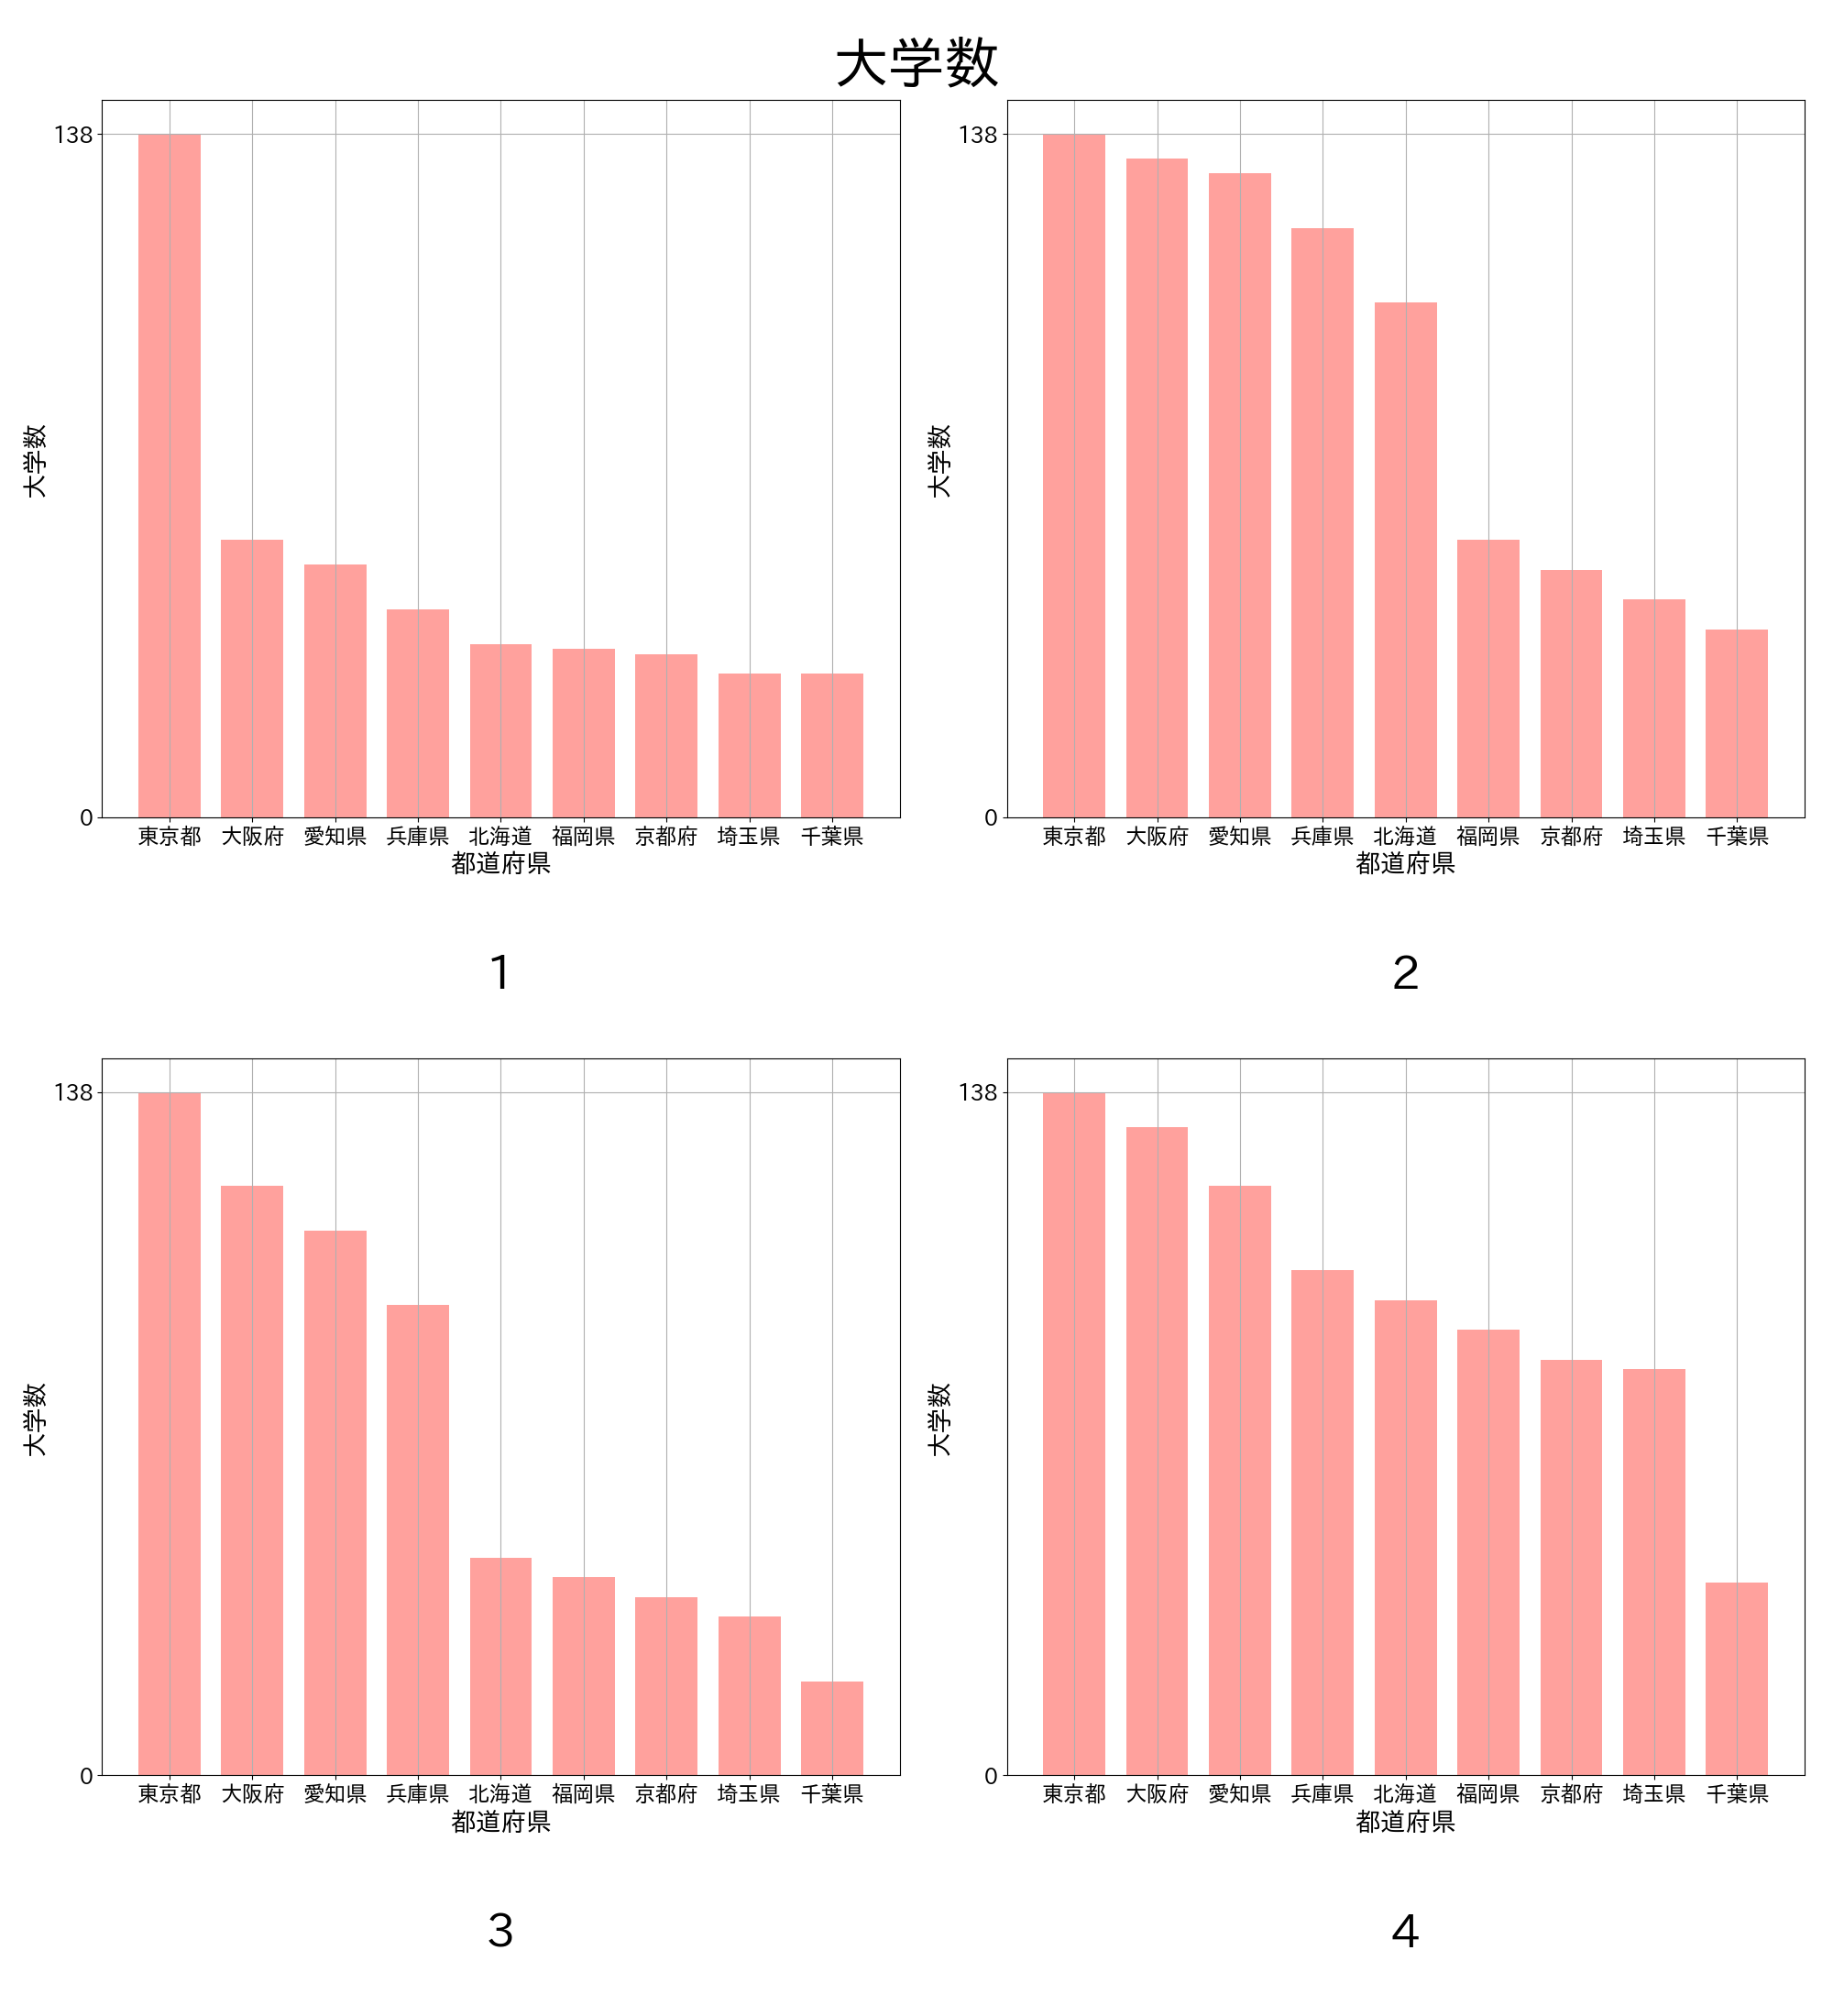 大学数
138
0
大学数
東京都 大阪府 愛知県 兵庫県 北海道 福岡県 京都府 埼玉県 千葉県
都道府県
1
138
0
大学数
東京都 大阪府 愛知県 兵庫県 北海道 福岡県 京都府 埼玉県 千葉県
都道府県
2
138
0
大学数
東京都 大阪府 愛知県 兵庫県 北海道 福岡県 京都府 埼玉県 千葉県
都道府県
3
138
0
大学数
東京都 大阪府 愛知県 兵庫県 北海道 福岡県 京都府 埼玉県 千葉県
都道府県
4